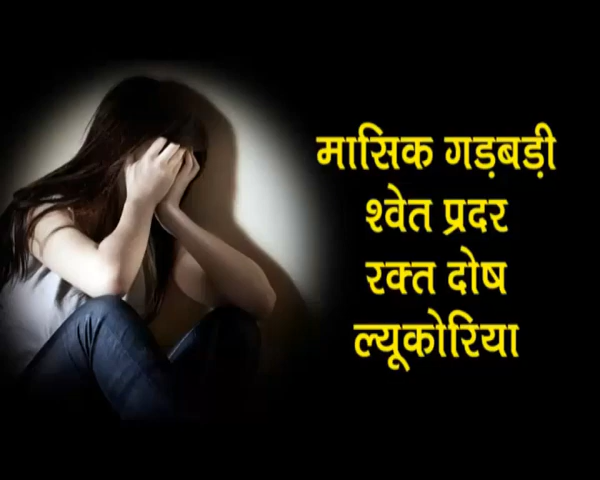 मासिक गड़बड़ी
श्वेत प्रदर
रक्त दोष
ल्यूकोरिया